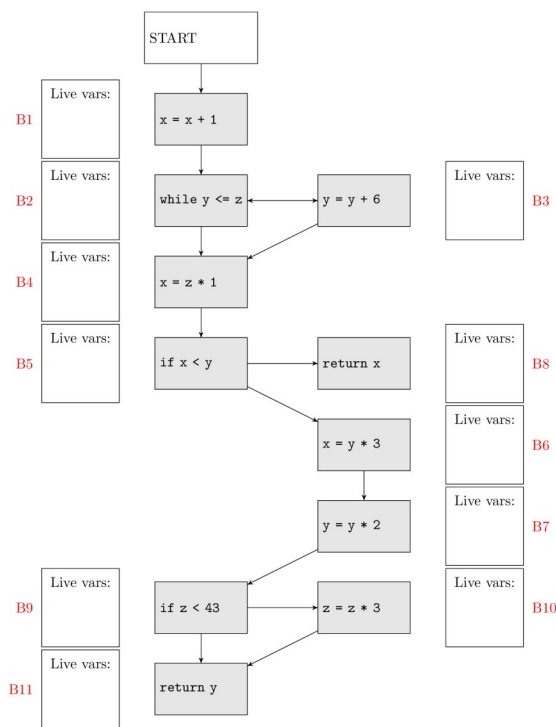 START
Live vars:
B1
x = x + 1
Live vars:
B2
while y <= z
y = y + 6
Live vars:
B3
Live vars:
B4
x = z * 1
Live vars:
B5
if x < y
return x
Live vars:
B8
x = y * 3
Live vars:
B6
y = y * 2
Live vars:
B7
Live vars:
B9
if z < 43
z = z * 3
Live vars:
B10
Live vars:
B11
return y